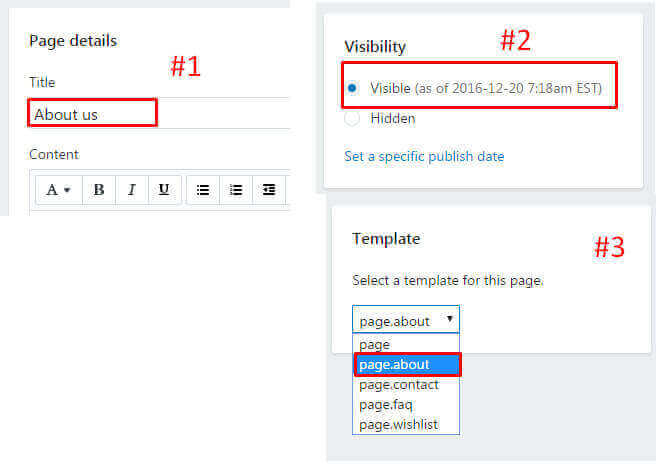 Page details
#1
Title
About us
Content
A B I U
#2
Visibility
Visible (as of 2016-12-20 7:18am EST)
Hidden
Set a specific publish date
#3
Template
Select a template for this page.
page.about
page
page.about
page.contact
page.faq
page.wishlist